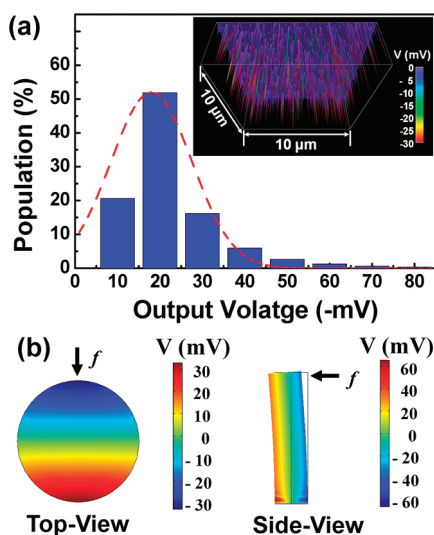 (a)
Population (%)
60
50
40
30
20
10
0
0 10 20 30 40 50 60 70 80
Output Volatge (-mV)
10 μm
10 μm
V (mV)
0
-5
-10
-15
-20
-25
-30
(b)
f
V (mV)
30
20
10
0
- 10
- 20
- 30
Top-View
f
V (mV)
60
40
20
0
- 20
- 40
- 60
Side-View